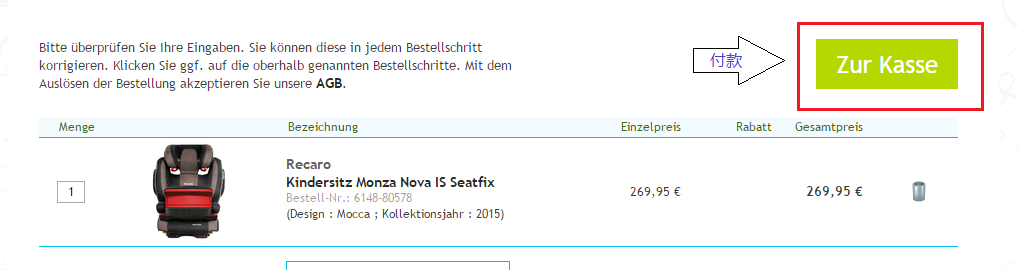 Bitte überprüfen Sie Ihre Eingaben. Sie können diese in jedem Bestellschritt
korrigieren. Klicken Sie ggf. auf die oberhalb genannten Bestellschritte. Mit dem
Auslösen der Bestellung akzeptieren Sie unsere AGB.
付款
Zur Kasse
Menge Bezeichnung Einzelpreis Rabatt Gesamtpreis
Recaro
Kindersitz Monza Nova IS Seatfix
1 269,95 € 269,95 €
Bestell-Nr.: 6148-80578
(Design : Mocca ; Kollektionsjahr : 2015)